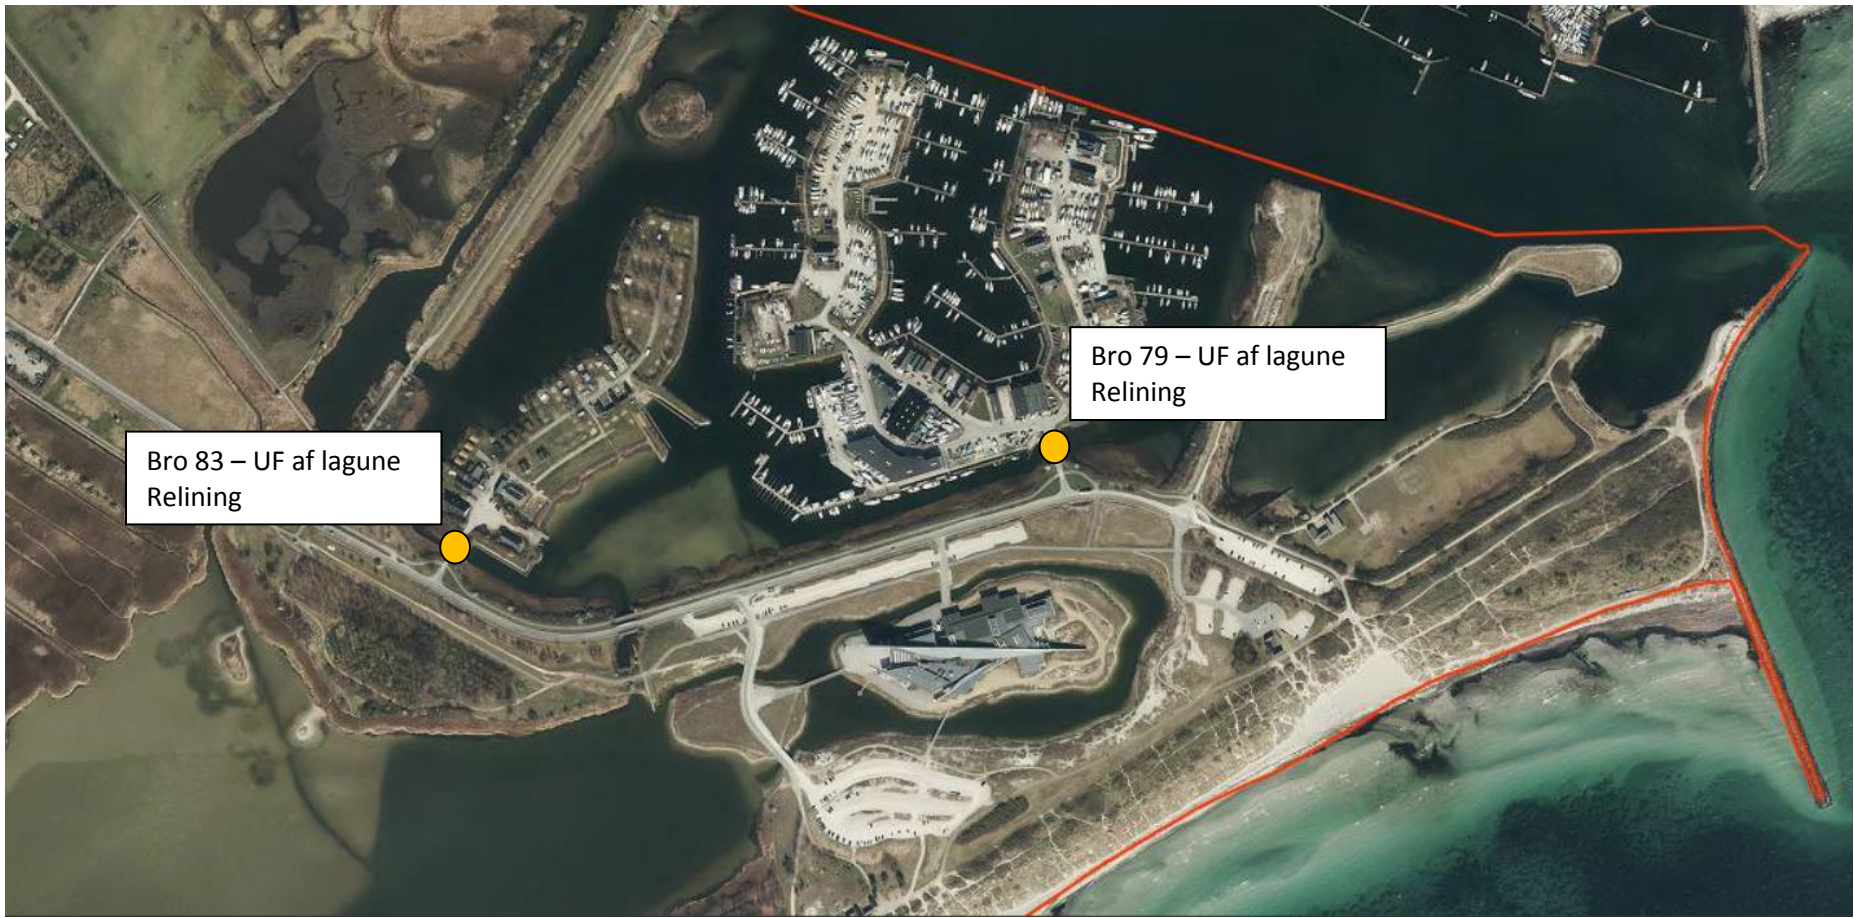 Bro 79 – UF af lagune
Relining
Bro 83 – UF af lagune
Relining